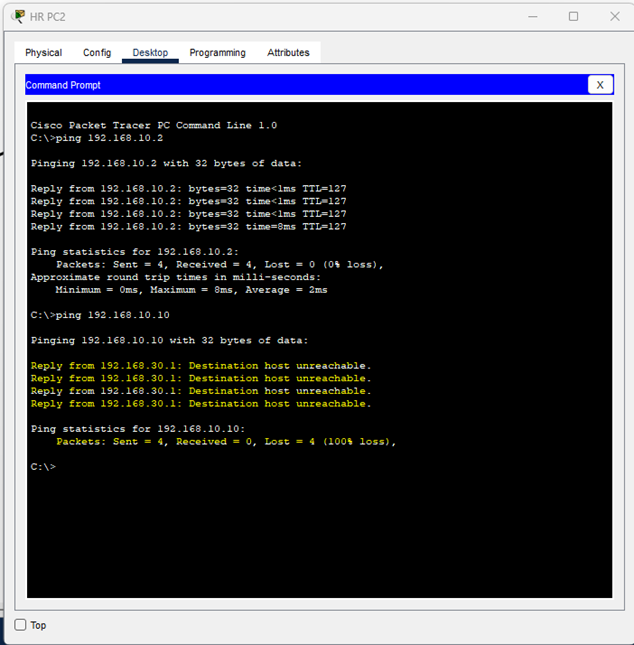 HR PC2
Physical Config Desktop Programming Attributes
Command Prompt
X
Cisco Packet Tracer PC Command Line 1.0
C:\>ping 192.168.10.2
Pinging 192.168.10.2 with 32 bytes of data:
Reply from 192.168.10.2: bytes=32 time<1ms TTL=127
Reply from 192.168.10.2: bytes=32 time<1ms TTL=127
Reply from 192.168.10.2: bytes=32 time<1ms TTL=127
Reply from 192.168.10.2: bytes=32 time=8ms TTL=127
Ping statistics for 192.168.10.2:
    Packets: Sent = 4, Received = 4, Lost = 0 (0% loss),
Approximate round trip times in milli-seconds:
    Minimum = 0ms, Maximum = 8ms, Average = 2ms
C:\>ping 192.168.10.10
Pinging 192.168.10.10 with 32 bytes of data:
Reply from 192.168.30.1: Destination host unreachable.
Reply from 192.168.30.1: Destination host unreachable.
Reply from 192.168.30.1: Destination host unreachable.
Reply from 192.168.30.1: Destination host unreachable.
Ping statistics for 192.168.10.10:
    Packets: Sent = 4, Received = 0, Lost = 4 (100% loss),
C:\>
Top